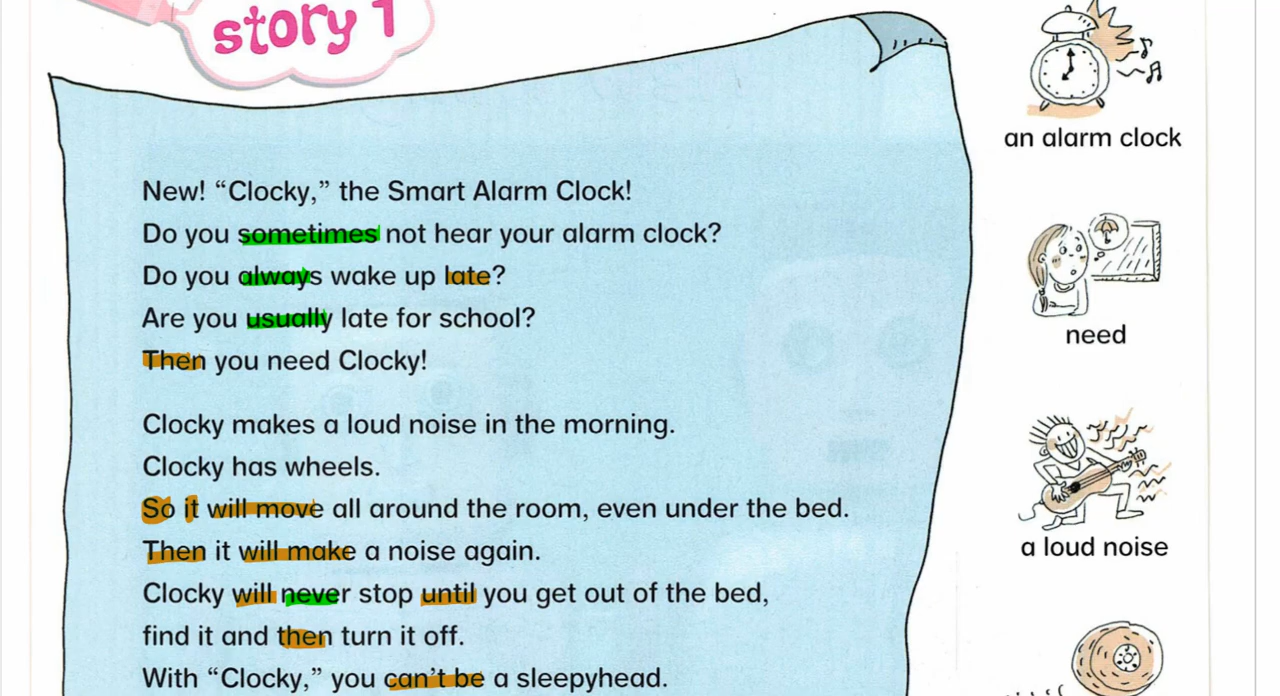 story 1
New! “Clocky,” the Smart Alarm Clock!
Do you sometimes not hear your alarm clock?
Do you always wake up late?
Are you usually late for school?
Then you need Clocky!
Clocky makes a loud noise in the morning.
Clocky has wheels.
So it will move all around the room, even under the bed.
Then it will make a noise again.
Clocky will never stop until you get out of the bed,
find it and then turn it off.
With “Clocky,” you can’t be a sleepyhead.
an alarm clock
need
a loud noise